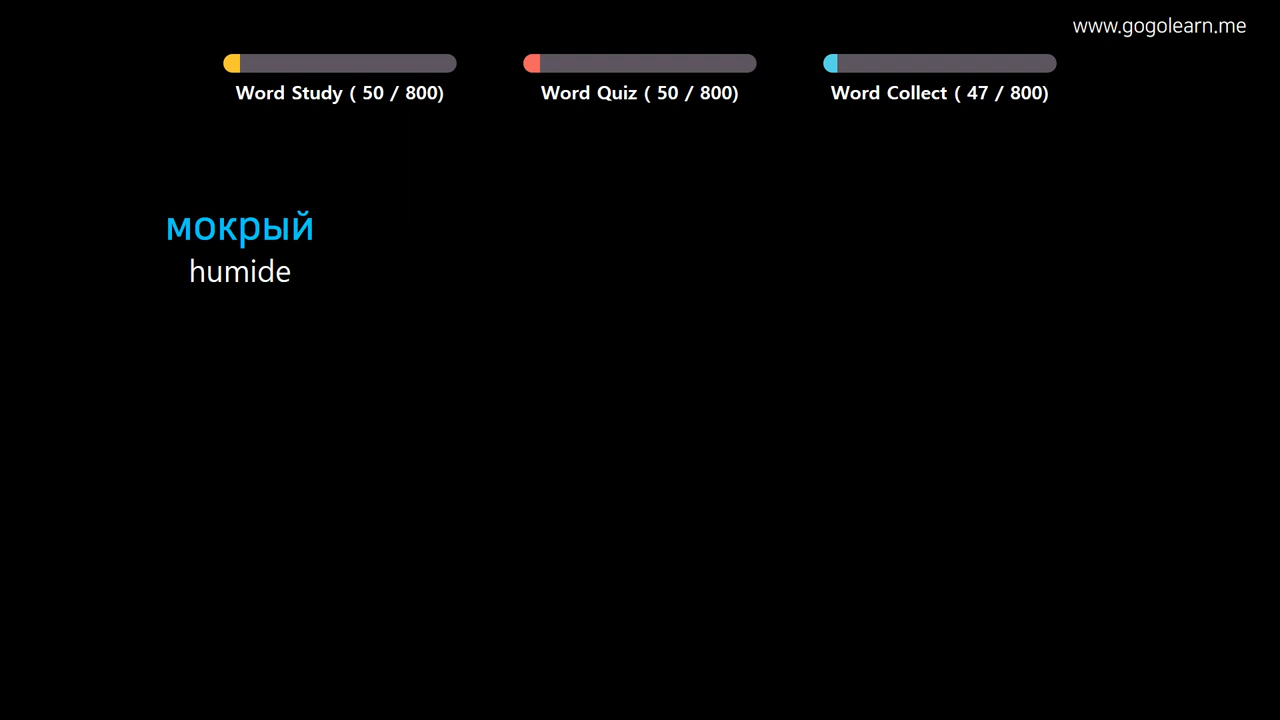 www.gogolearn.me
Word Study ( 50 / 800)
Word Quiz ( 50 / 800)
Word Collect ( 47 / 800)
мокрый
humide